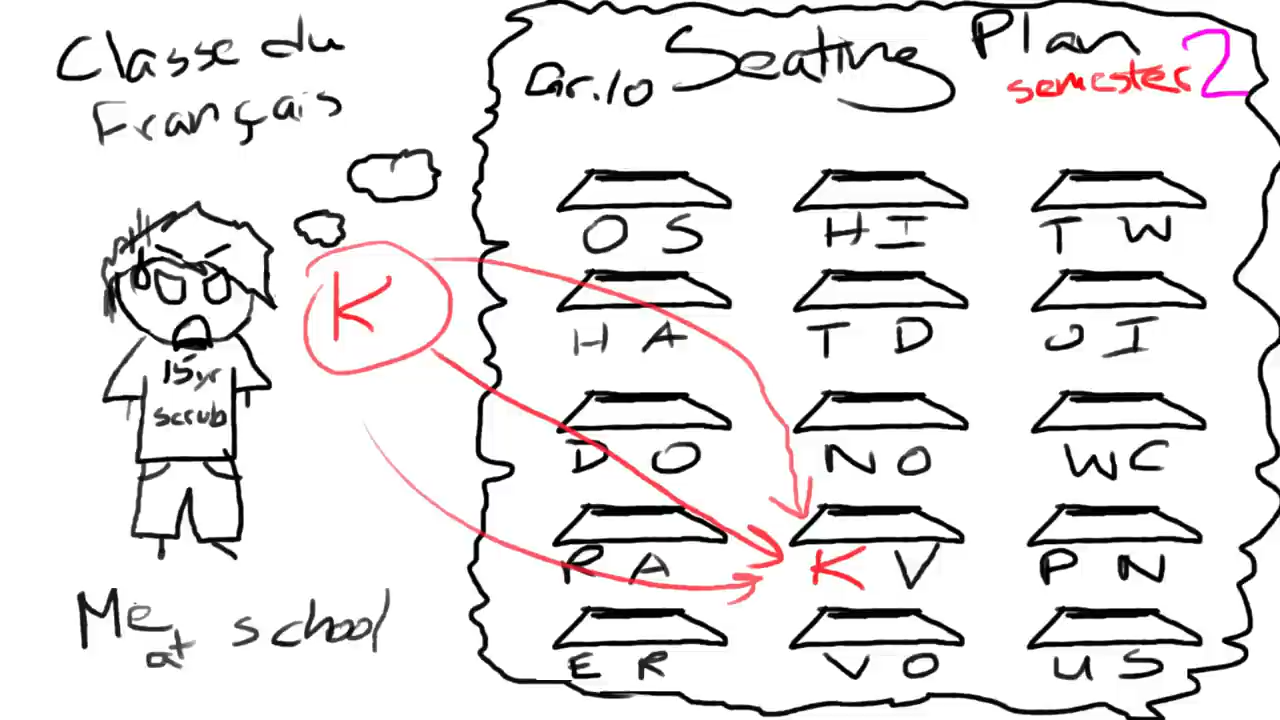 Classe du
Français
Seating Plan
Gr.10
semester 2
O S H I T W
H A T D J I
K
15yr
scrub
D O N O W C
P A K V P N
Me at school
E R V O U S